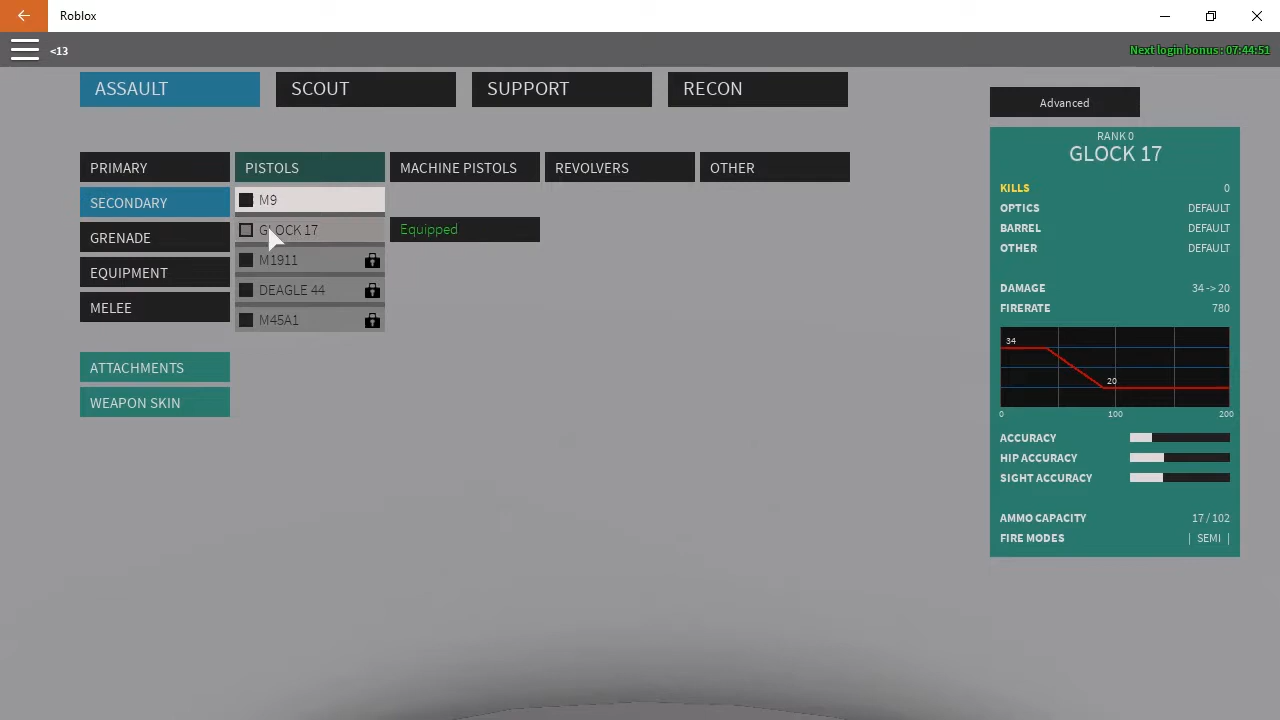 Roblox
<13
Next login bonus : 07:44:51
ASSAULT SCOUT SUPPORT RECON
Advanced
PRIMARY PISTOLS MACHINE PISTOLS REVOLVERS OTHER
SECONDARY M9
GLOCK 17 Equipped
GRENADE
M1911
EQUIPMENT
DEAGLE 44
MELEE
M45A1
ATTACHMENTS
WEAPON SKIN
RANK 0
GLOCK 17
KILLS 0
OPTICS DEFAULT
BARREL DEFAULT
OTHER DEFAULT
DAMAGE 34 -> 20
FIRERATE 780
34
20
0 100 200
ACCURACY
HIP ACCURACY
SIGHT ACCURACY
AMMO CAPACITY 17 / 102
FIRE MODES | SEMI |